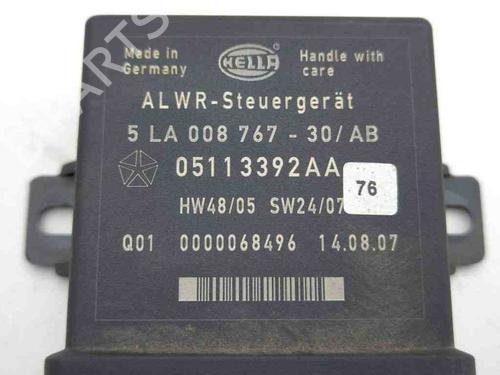 Made in
Germany
HELLA
Handle with
care
ALWR-Steuergerät
5 LA 008 767 - 30/AB
05113392AA
76
HW48/05 SW24/07
Q01 0000068496 14.08.07